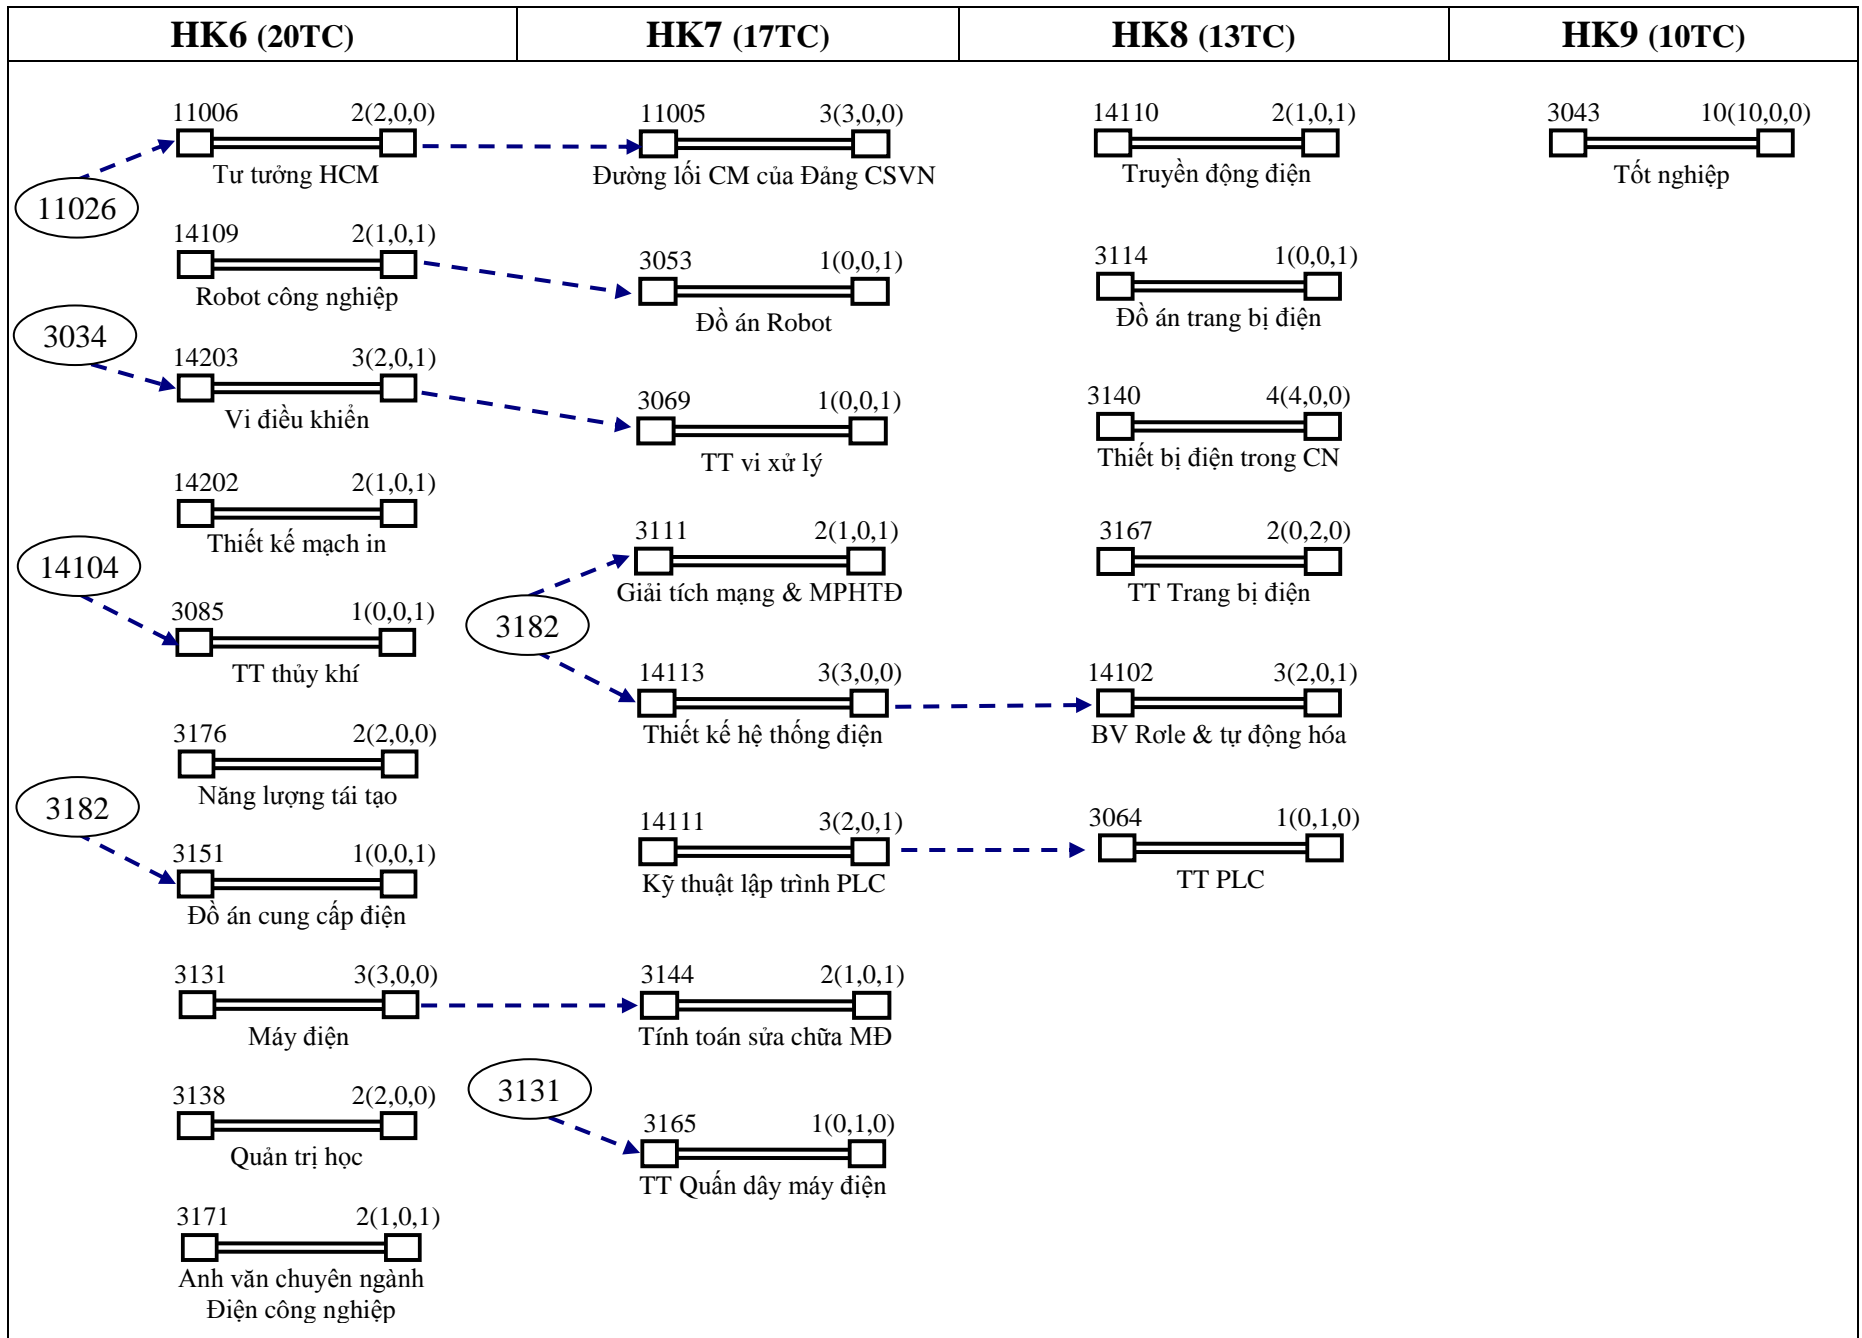 HK6 (20TC)
HK7 (17TC)
HK8 (13TC)
HK9 (10TC)
11006 2(2,0,0)
Tư tưởng HCM
11026
14109 2(1,0,1)
Robot công nghiệp
3034
14203 3(2,0,1)
Vi điều khiển
14202 2(1,0,1)
Thiết kế mạch in
14104
3085 1(0,0,1)
TT thủy khí
3176 2(2,0,0)
Năng lượng tái tạo
3182
3151 1(0,0,1)
Đồ án cung cấp điện
3131 3(3,0,0)
Máy điện
3138 2(2,0,0)
Quản trị học
3171 2(1,0,1)
Anh văn chuyên ngành
Điện công nghiệp
11005 3(3,0,0)
Đường lối CM của Đảng CSVN
3053 1(0,0,1)
Đồ án Robot
3069 1(0,0,1)
TT vi xử lý
3111 2(1,0,1)
Giải tích mạng & MPHTĐ
3182
14113 3(3,0,0)
Thiết kế hệ thống điện
14111 3(2,0,1)
Kỹ thuật lập trình PLC
3144 2(1,0,1)
Tính toán sửa chữa MĐ
3131
3165 1(0,1,0)
TT Quấn dây máy điện
14110 2(1,0,1)
Truyền động điện
3114 1(0,0,1)
Đồ án trang bị điện
3140 4(4,0,0)
Thiết bị điện trong CN
3167 2(0,2,0)
TT Trang bị điện
14102 3(2,0,1)
BV Rơle & tự động hóa
3064 1(0,1,0)
TT PLC
3043 10(10,0,0)
Tốt nghiệp